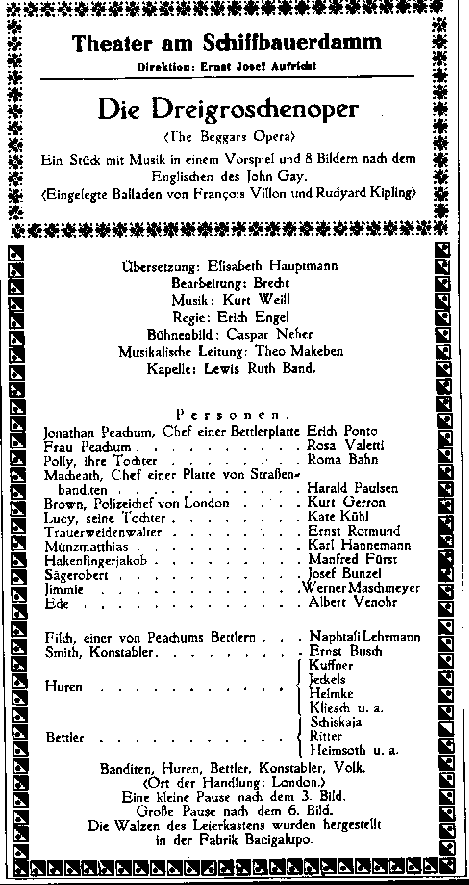 Theater am Schiffbauerdamm
Direktion: Ernst Josef Aufricht
Die Dreigroschenoper
<The Beggars Opera>
Ein Stück mit Musik in einem Vorspiel und 8 Bildern nach dem
Englischen des John Gay.
<Eingelegte Balladen von François Villon und Rudyard Kipling>
Übersetzung: Elisabeth Hauptmann
Bearbeitung: Brecht
Musik: Kurt Weill
Regie: Erich Engel
Bühnenbild: Caspar Neher
Musikalische Leitung: Theo Makeben
Kapelle: Lewis Ruth Band.
Personen.
Jonathan Peachum, Chef einer Bettlerplatte Erich Ponto
Frau Peachum . . . . . . . . . . Rosa Valetti
Polly, ihre Tochter . . . . . . . . Roma Bahn
Macheath, Chef einer Platte von Straßen-
banditen . . . . . . . . . . . Harald Paulsen
Brown, Polizeichef von London . . . . Kurt Gerron
Lucy, seine Tochter . . . . . . . . Kate Kühl
Trauerweidenwalter . . . . . . . . Ernst Rotmund
Münzmatthias . . . . . . . . . . Karl Hannemann
Hakenfingerjakob . . . . . . . . . Manfred Fürst
Sägerobert . . . . . . . . . . . Josef Bunzel
Jimmie . . . . . . . . . . . . Werner Maschmeyer
Ede . . . . . . . . . . . . . Albert Venohr
Filch, einer von Peachums Bettlern . . . Naphtali Lehrmann
Smith, Konstabler. . . . . . . . . Ernst Busch
Huren . . . . . . . . . . . . Kuffner
Jeckels
Helmke
Kliesch u. a.
Bettler . . . . . . . . . . . . Schiskaja
Ritter
Heimsoth u. a.
Banditen, Huren, Bettler, Konstabler, Volk.
<Ort der Handlung: London.>
Eine kleine Pause nach dem 3. Bild.
Große Pause nach dem 6. Bild.
Die Walzen des Leierkastens wurden hergestellt
in der Fabrik Bacigalupo.